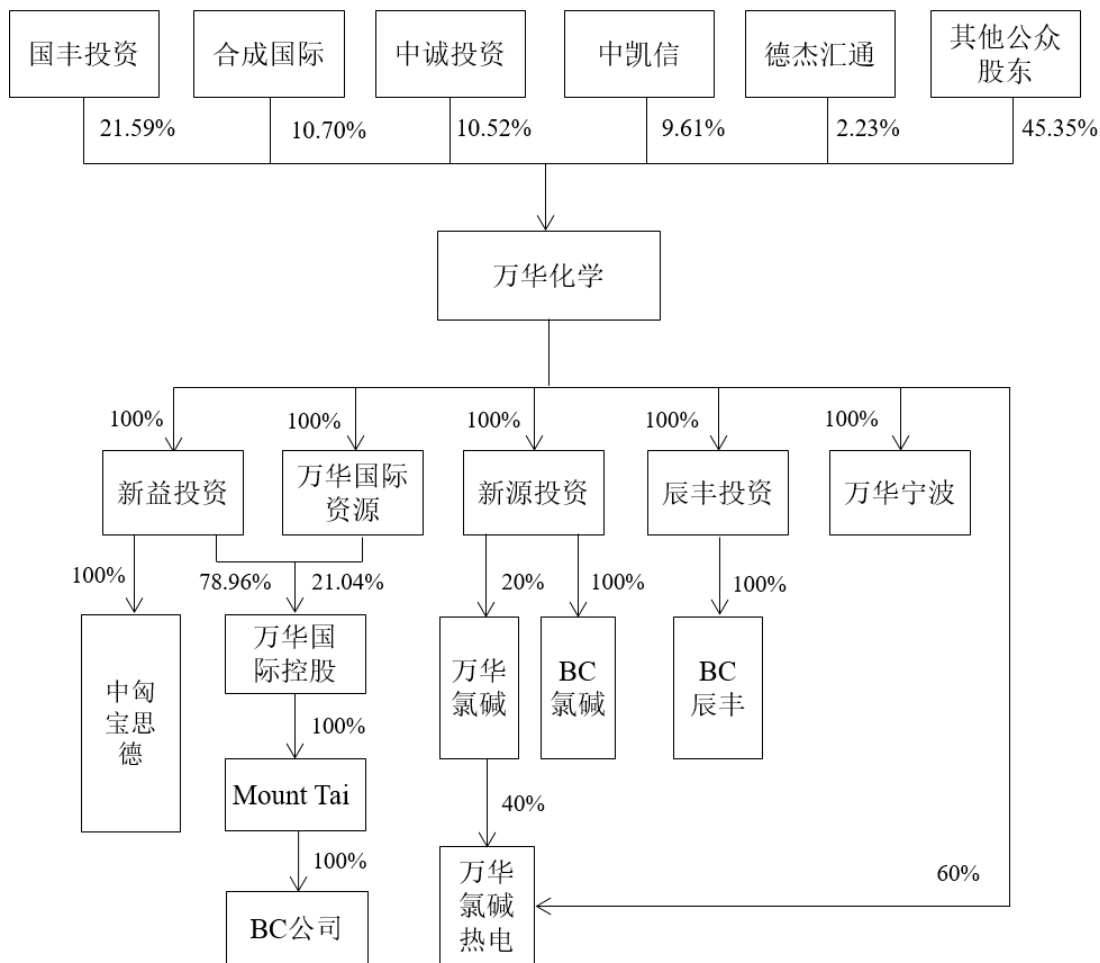 国丰投资
合成国际
中诚投资
中凯信
德杰汇通
其他公众
股东
21.59%
10.70%
10.52%
9.61%
2.23%
45.35%
万华化学
100%
100%
100%
100%
100%
新益投资
万华国际
资源
新源投资
辰丰投资
万华宁波
100%
78.96%
21.04%
20%
100%
100%
中匈
宝思
德
万华国
际控股
万华
氯碱
BC
氯碱
BC
辰丰
100%
40%
Mount Tai
100%
60%
BC公司
万华
氯碱
热电